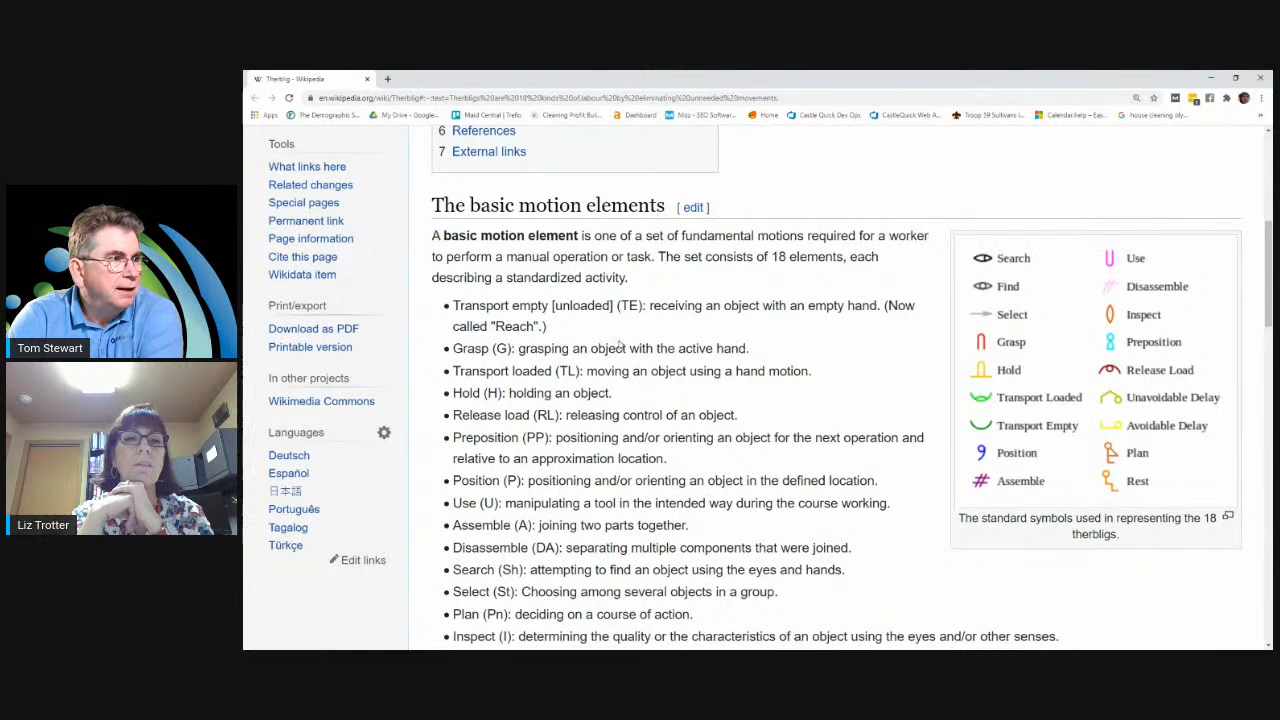 Therblig - Wikipedia
en.wikipedia.org/wiki/Therblig#:~:text=Therbligs%20are%2018%20kinds%20of,labour%20by%20eliminating%20unneeded%20movements.
Apps The Demographic S... My Drive - Google... Maid Central | Trello Cleaning Profit Buil... Dashboard Moz - SEO Softwar... Home Castle Quick Dev Ops CastleQuick Web A... Troop 59 Sullivans I... Calendar.help – Eas... house cleaning oly...
6 References
7 External links
Tools
What links here
Related changes
Special pages
Permanent link
Page information
Cite this page
Wikidata item
Print/export
Download as PDF
Printable version
In other projects
Wikimedia Commons
Languages
Deutsch
Español
日本語
Português
Tagalog
Türkçe
Edit links
The basic motion elements [ edit ]
A basic motion element is one of a set of fundamental motions required for a worker
to perform a manual operation or task. The set consists of 18 elements, each
describing a standardized activity.
• Transport empty [unloaded] (TE): receiving an object with an empty hand. (Now
called "Reach".)
• Grasp (G): grasping an object with the active hand.
• Transport loaded (TL): moving an object using a hand motion.
• Hold (H): holding an object.
• Release load (RL): releasing control of an object.
• Preposition (PP): positioning and/or orienting an object for the next operation and
relative to an approximation location.
• Position (P): positioning and/or orienting an object in the defined location.
• Use (U): manipulating a tool in the intended way during the course working.
• Assemble (A): joining two parts together.
• Disassemble (DA): separating multiple components that were joined.
• Search (Sh): attempting to find an object using the eyes and hands.
• Select (St): Choosing among several objects in a group.
• Plan (Pn): deciding on a course of action.
• Inspect (I): determining the quality or the characteristics of an object using the eyes and/or other senses.
Search Use
Find Disassemble
Select Inspect
Grasp Preposition
Hold Release Load
Transport Loaded Unavoidable Delay
Transport Empty Avoidable Delay
Position Plan
Assemble Rest
The standard symbols used in representing the 18
therbligs.
Tom Stewart
Liz Trotter